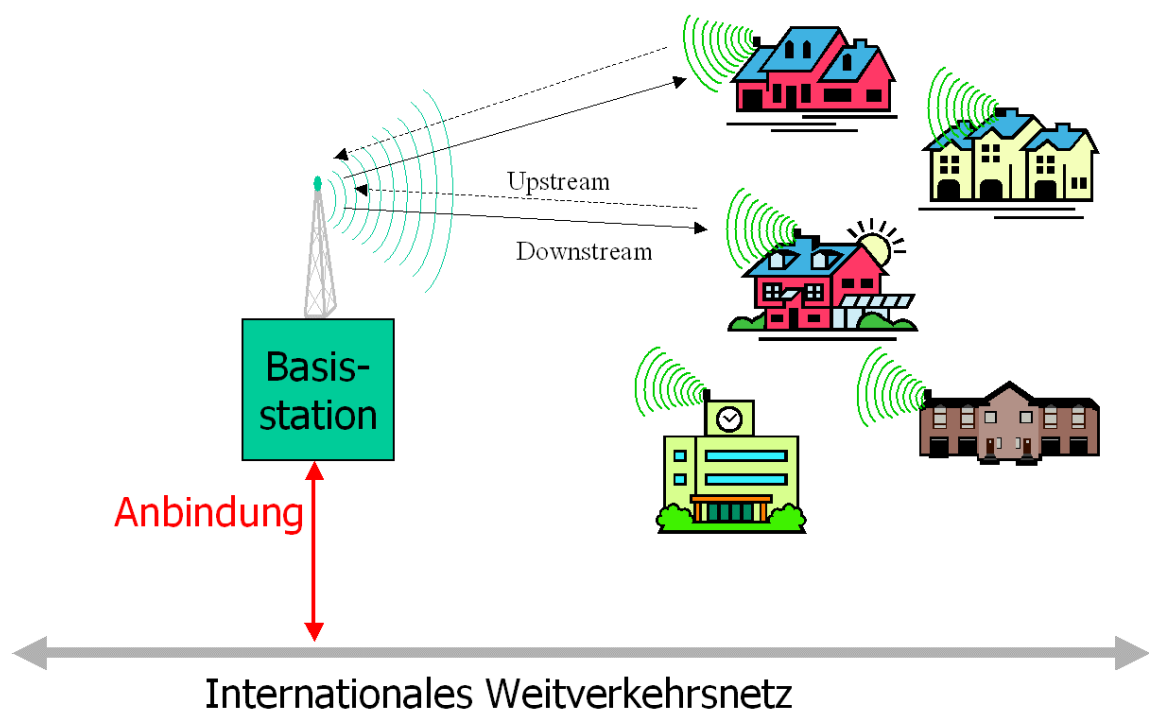 Upstream
Downstream
Basis-
station
Anbindung
Internationales Weitverkehrsnetz